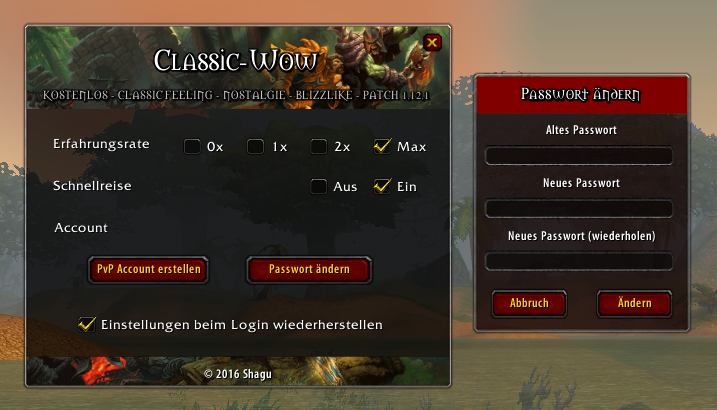 Classic-WoW
KOSTENLOS - CLASSICFEELING - NOSTALGIE - BLIZZLIKE - PATCH 1.12.1
Erfahrungsrate 0x 1x 2x Max
Schnellreise Aus Ein
Account
PvP Account erstellen Passwort ändern
Einstellungen beim Login wiederherstellen
© 2016 Shagu
Passwort ändern
Altes Passwort
Neues Passwort
Neues Passwort (wiederholen)
Abbruch Ändern